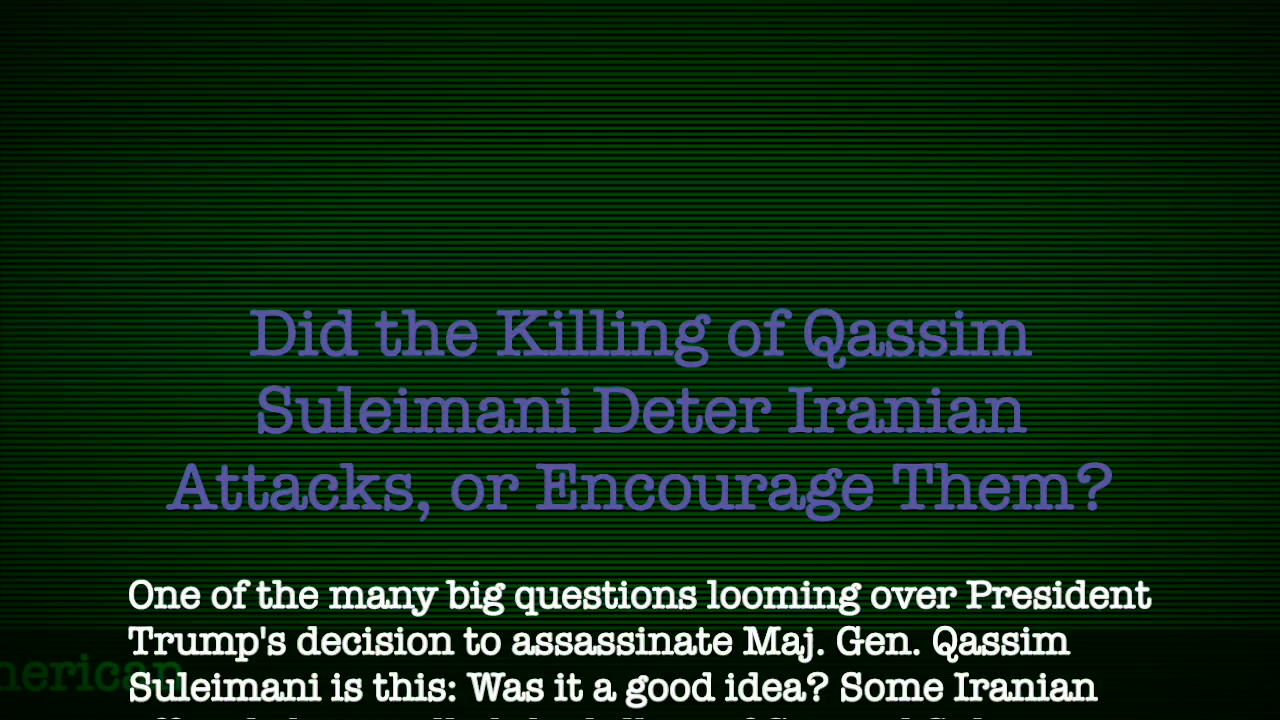 Did the Killing of Qassim
Suleimani Deter Iranian
Attacks, or Encourage Them?
One of the many big questions looming over President
Trump's decision to assassinate Maj. Gen. Qassim
merican
Suleimani is this: Was it a good idea? Some Iranian